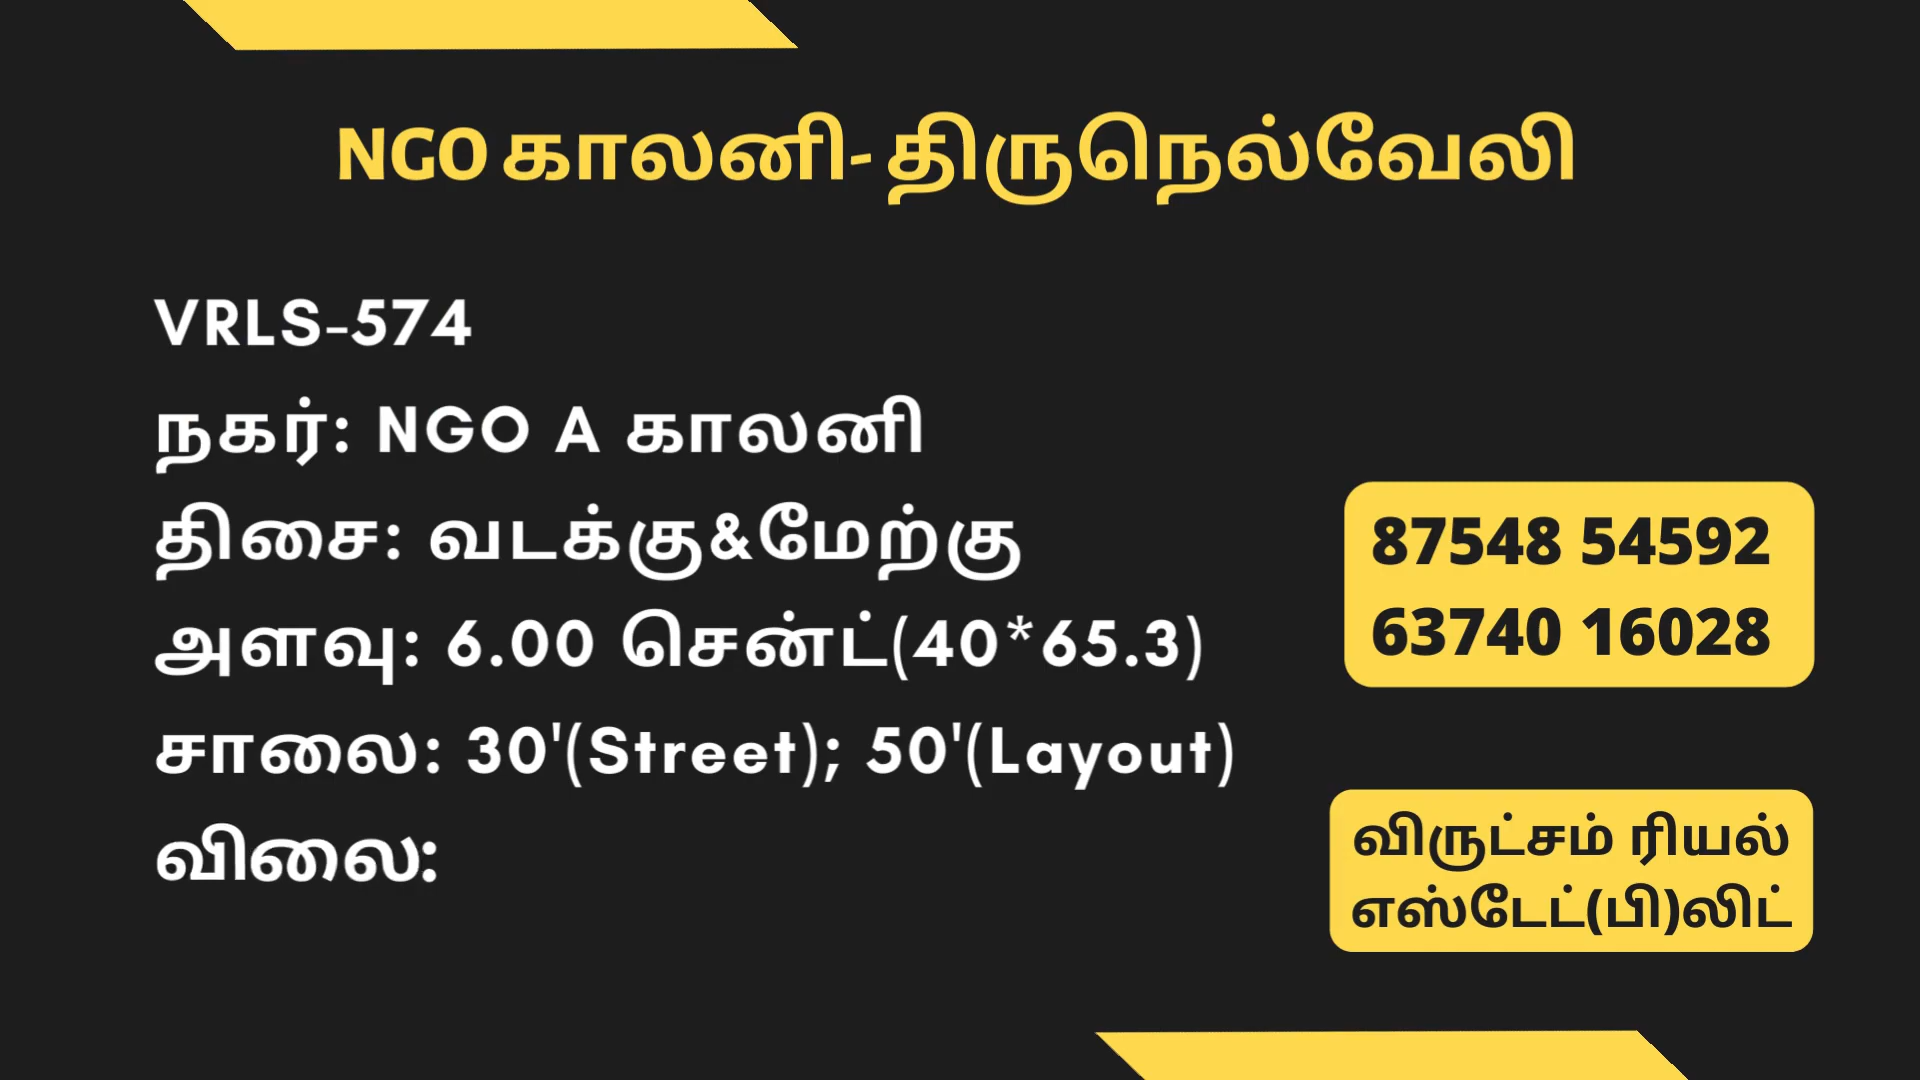 NGO காலனி- திருநெல்வேலி
VRLS-574
நகர்: NGO A காலனி
திசை: வடக்கு&மேற்கு
அளவு: 6.00 சென்ட்(40*65.3)
சாலை: 30'(Street); 50'(Layout)
விலை:
87548 54592
63740 16028
விருட்சம் ரியல்
எஸ்டேட்(பி)லிட்